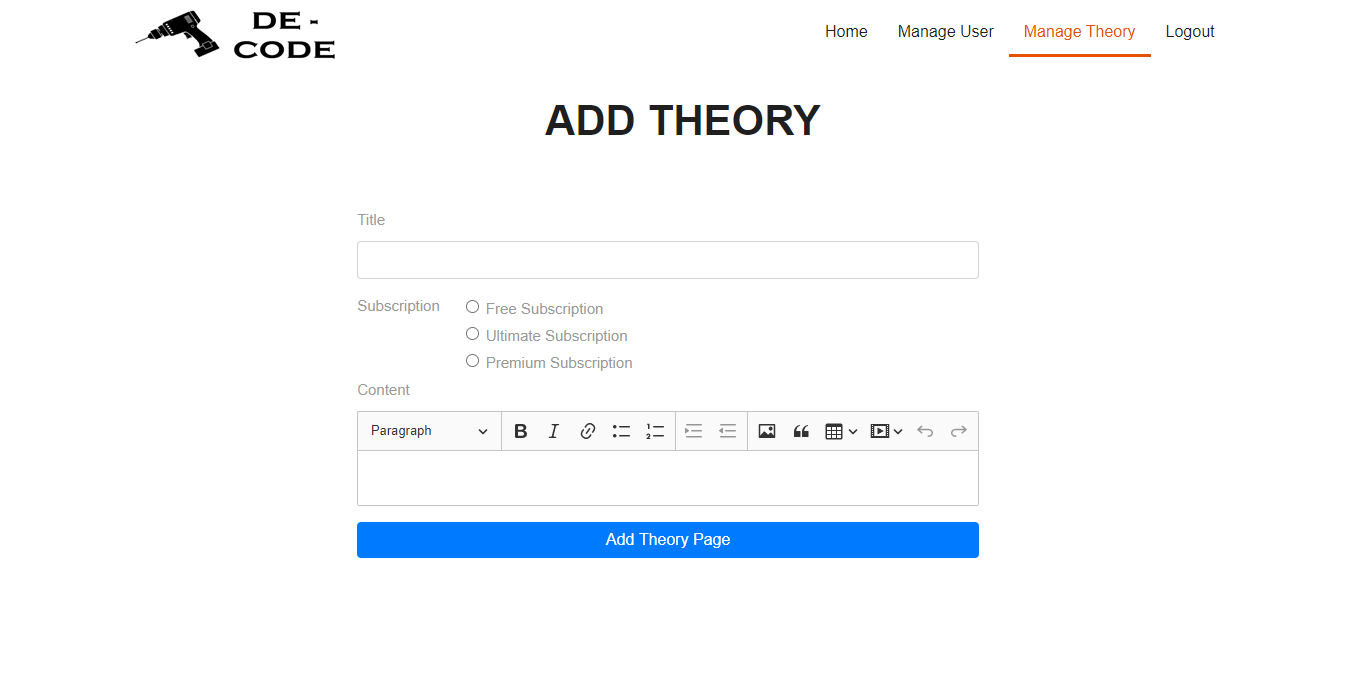 DE -
CODE
Home Manage User Manage Theory Logout
ADD THEORY
Title
Subscription Free Subscription
Ultimate Subscription
Premium Subscription
Content
Paragraph
Add Theory Page